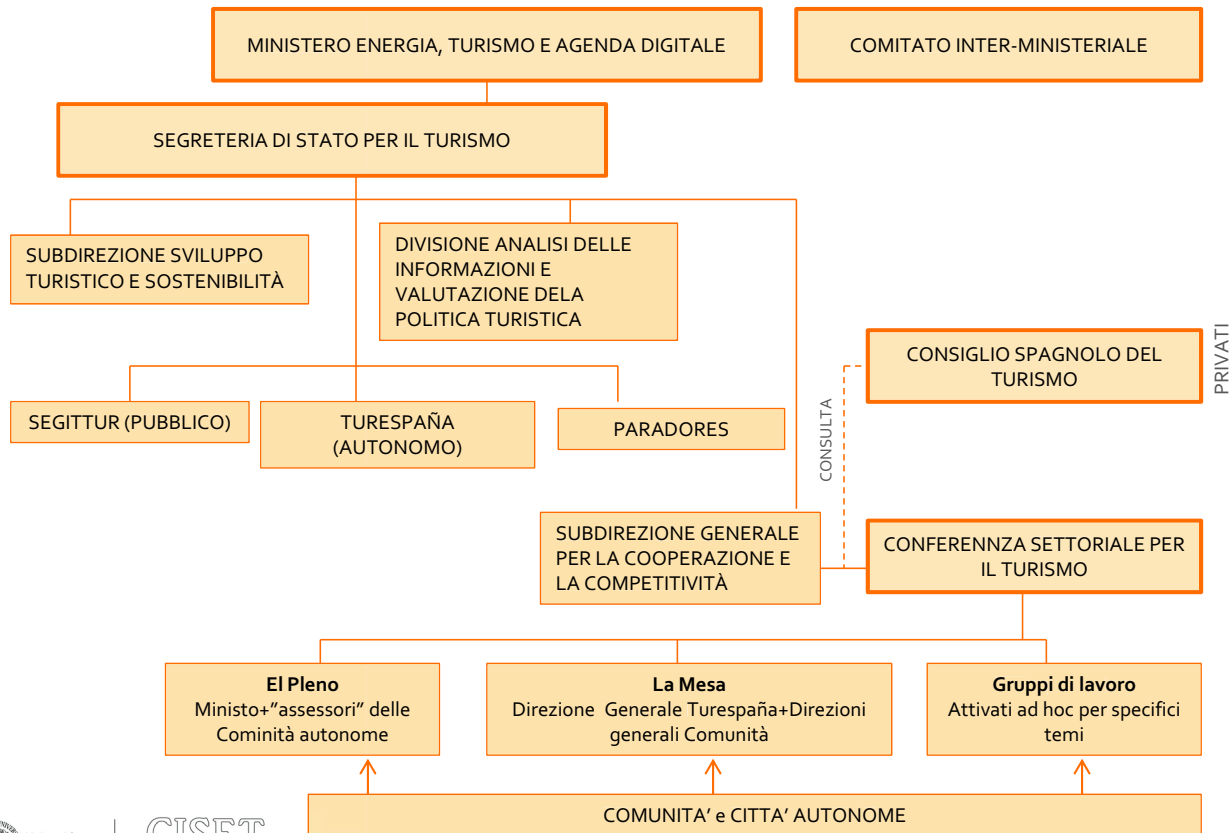 MINISTERO ENERGIA, TURISMO E AGENDA DIGITALE
COMITATO INTER-MINISTERIALE
SEGRETERIA DI STATO PER IL TURISMO
SUBDIREZIONE SVILUPPO
TURISTICO E SOSTENIBILITÀ
DIVISIONE ANALISI DELLE
INFORMAZIONI E
VALUTAZIONE DELA
POLITICA TURISTICA
CONSIGLIO SPAGNOLO DEL
TURISMO
PRIVATI
SEGITTUR (PUBBLICO)
TURESPAÑA
(AUTONOMO)
PARADORES
CONSULTA
SUBDIREZIONE GENERALE
PER LA COOPERAZIONE E
LA COMPETITIVITÀ
CONFERENNZA SETTORIALE PER
IL TURISMO
El Pleno
Ministo+”assessori” delle
Cominità autonome
La Mesa
Direzione Generale Turespaña+Direzioni
generali Comunità
Gruppi di lavoro
Attivati ad hoc per specifici
temi
COMUNITA’ e CITTA’ AUTONOME
CISET